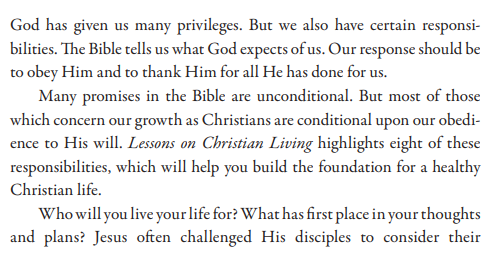 God has given us many privileges. But we also have certain responsi-
bilities. The Bible tells us what God expects of us. Our response should be
to obey Him and to thank Him for all He has done for us.
Many promises in the Bible are unconditional. But most of those
which concern our growth as Christians are conditional upon our obedi-
ence to His will. Lessons on Christian Living highlights eight of these
responsibilities, which will help you build the foundation for a healthy
Christian life.
Who will you live your life for? What has first place in your thoughts
and plans? Jesus often challenged His disciples to consider their